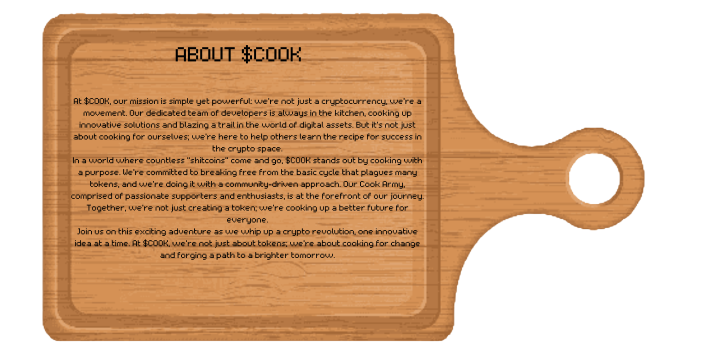 ABOUT $COOK
At $COOK, our mission is simple yet powerful: we're not just a cryptocurrency, we're a
movement. Our dedicated team of developers is always in the kitchen, cooking up
innovative solutions and blazing a trail in the world of digital assets. But it's not just
about cooking for ourselves; we're here to help others learn the recipe for success in
the crypto space.
In a world where countless "shitcoins" come and go, $COOK stands out by cooking with
a purpose. We're committed to breaking free from the basic cycle that plagues many
tokens, and we're doing it with a community-driven approach. Our Cook Army,
comprised of passionate supporters and enthusiasts, is at the forefront of our journey.
Together, we're not just creating a token; we're cooking up a better future for
everyone.
Join us on this exciting adventure as we whip up a crypto revolution, one innovative
idea at a time. At $COOK, we're not just about tokens; we're about cooking for change
and forging a path to a brighter tomorrow.